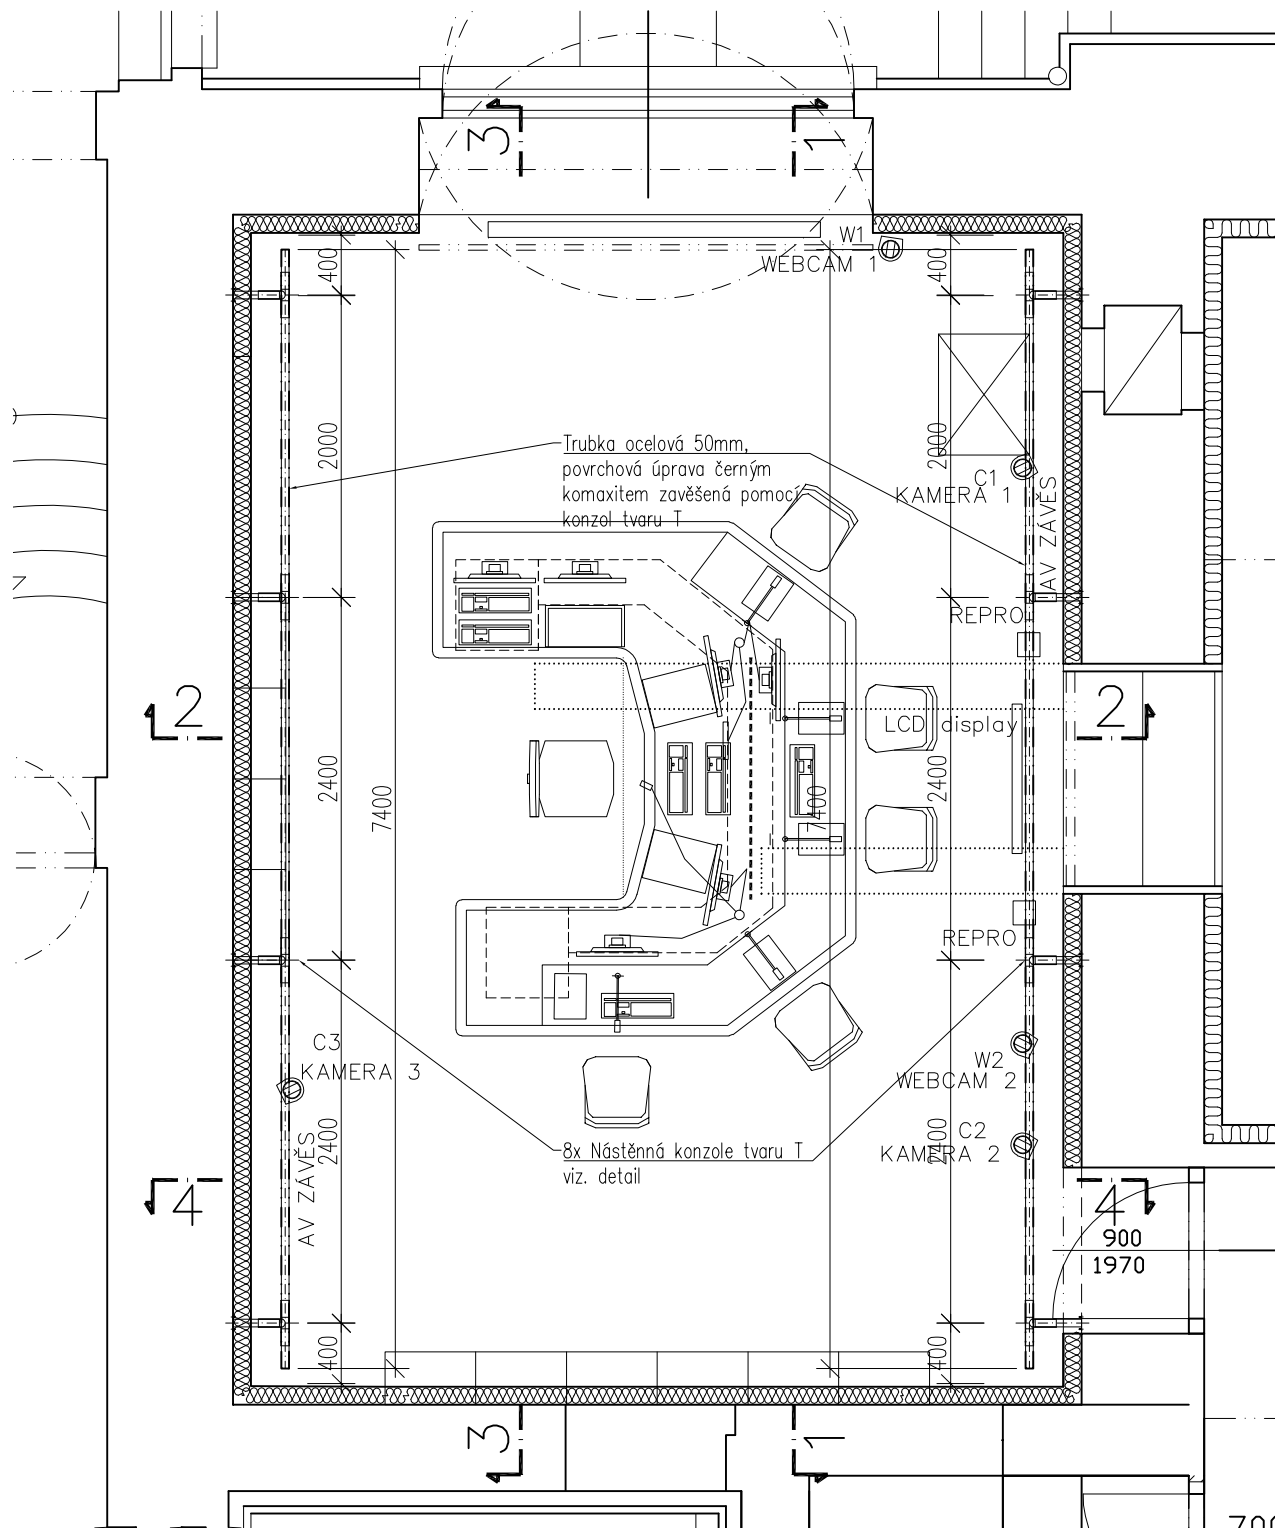 3
1
W1
WEBCAM 1
400
400
2000
2000
Trubka ocelová 50mm,
povrchová úprava černým
komaxitem zavěšená pomocí
konzol tvaru T
C1
KAMERA 1
AV ZÁVĚS
REPRO
2
2
LCD display
2400
7400
7400
2400
REPRO
C3
KAMERA 3
W2
WEBCAM 2
2400
AV ZÁVĚS
8x Nástěnná konzole tvaru T
viz. detail
C2
KAMERA 2
2400
4
4
900
1970
400
400
3
1